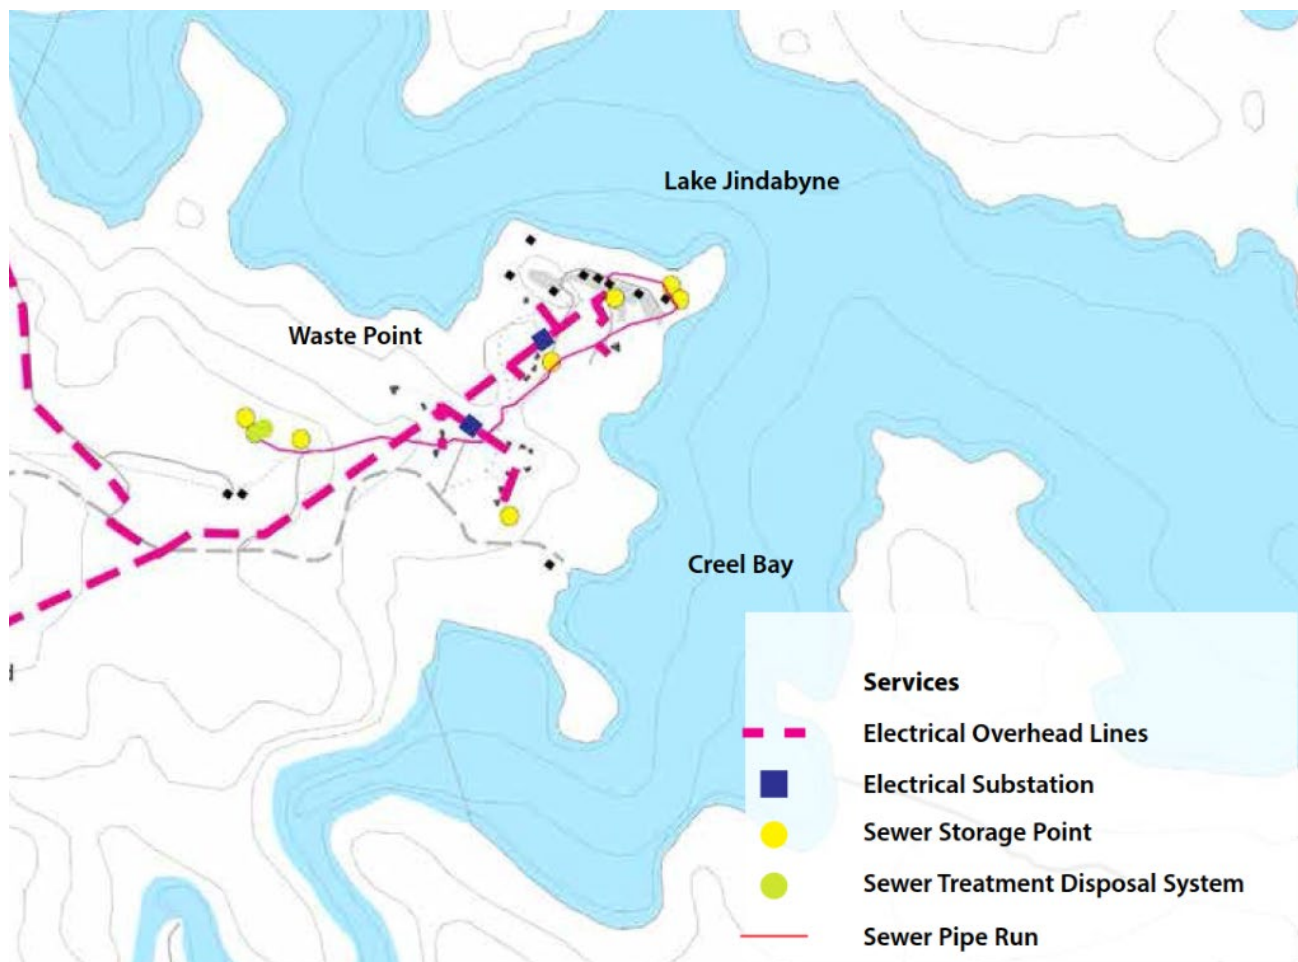 Lake Jindabyne
Waste Point
Creel Bay
Services
Electrical Overhead Lines
Electrical Substation
Sewer Storage Point
Sewer Treatment Disposal System
Sewer Pipe Run